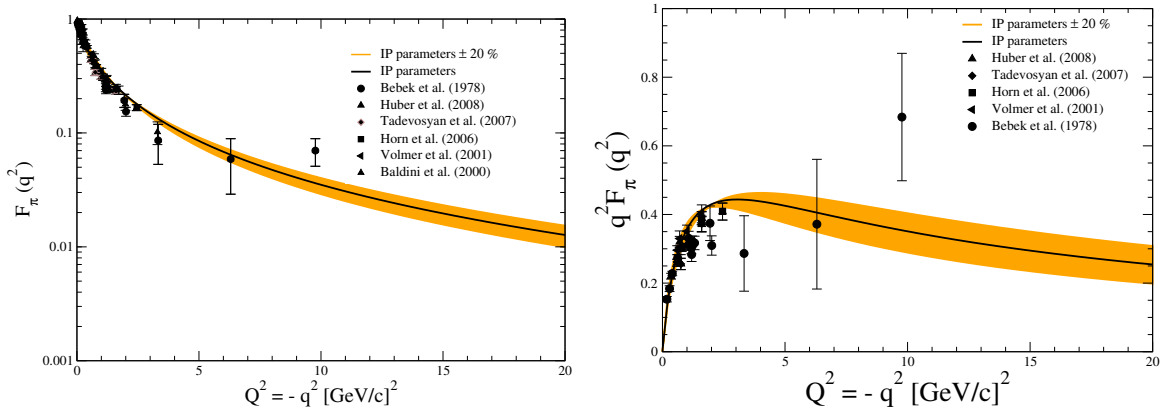 1
0.1
0.01
0.001
F_π (q²)
0
5
10
15
20
Q² = - q² [GeV/c]²
IP parameters ± 20 %
IP parameters
Bebek et al. (1978)
Huber et al. (2008)
Tadevosyan et al. (2007)
Horn et al. (2006)
Volmer et al. (2001)
Baldini et al. (2000)
1
0.8
0.6
0.4
0.2
0
q²F_π (q²)
0
5
10
15
20
Q² = - q² [GeV/c]²
IP parameters ± 20 %
IP parameters
Huber et al. (2008)
Tadevosyan et al. (2007)
Horn et al. (2006)
Volmer et al. (2001)
Bebek et al. (1978)